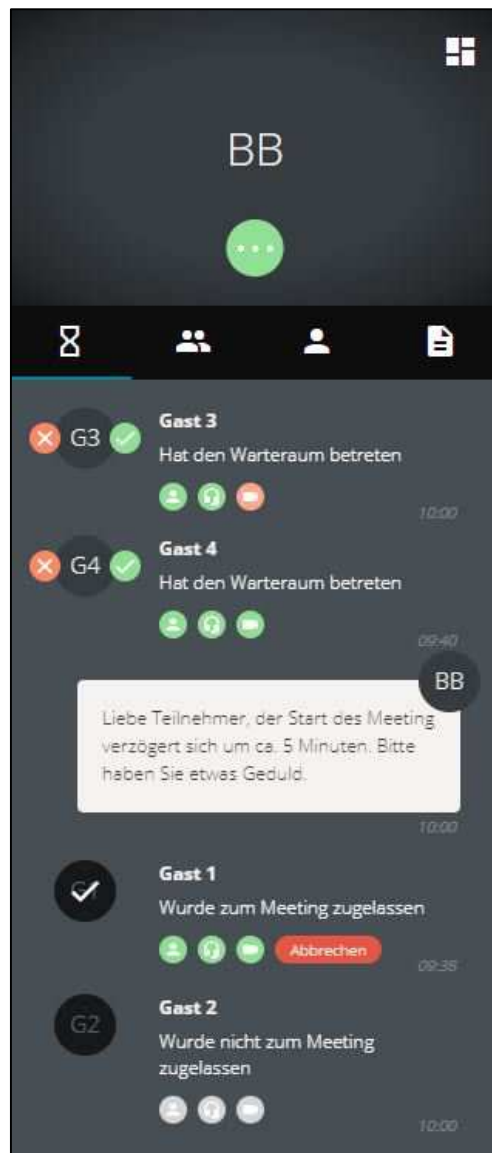 BB
G3
Gast 3
Hat den Warteraum betreten
10:00
G4
Gast 4
Hat den Warteraum betreten
09:40
BB
Liebe Teilnehmer, der Start des Meeting
verzögert sich um ca. 5 Minuten. Bitte
haben Sie etwas Geduld.
10:00
G1
Gast 1
Wurde zum Meeting zugelassen
Abbrechen
09:35
G2
Gast 2
Wurde nicht zum Meeting
zugelassen
10:00